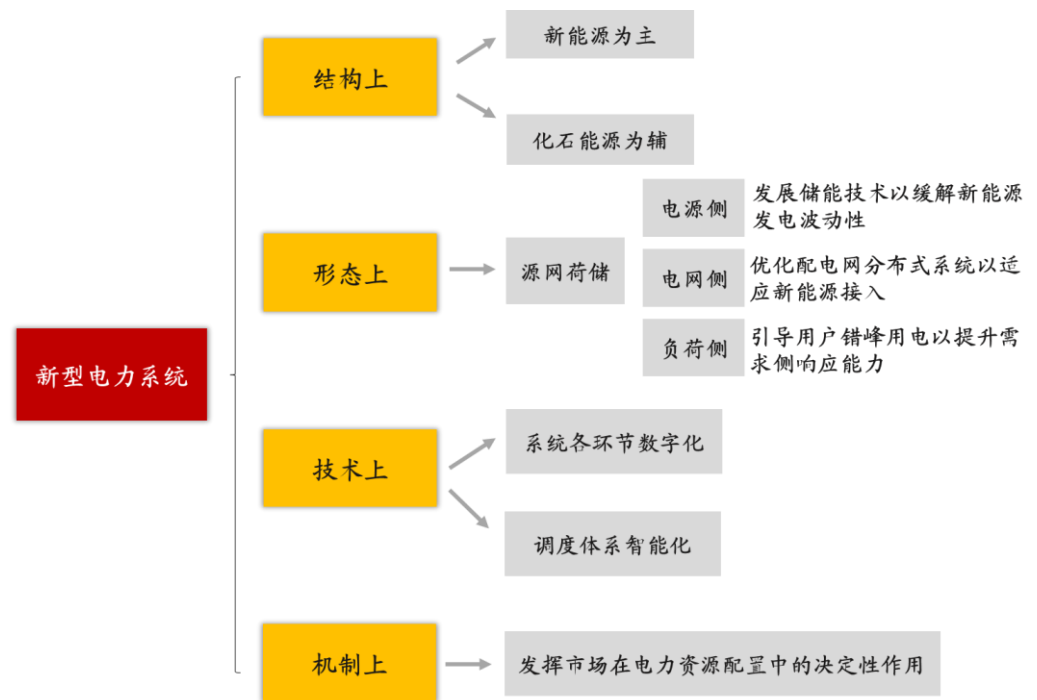 新型电力系统
结构上
新能源为主
化石能源为辅
形态上
源网荷储
电源侧
发展储能技术以缓解新能源
发电波动性
电网侧
优化配电网分布式系统以适
应新能源接入
负荷侧
引导用户错峰用电以提升需
求侧响应能力
技术上
系统各环节数字化
调度体系智能化
机制上
发挥市场在电力资源配置中的决定性作用